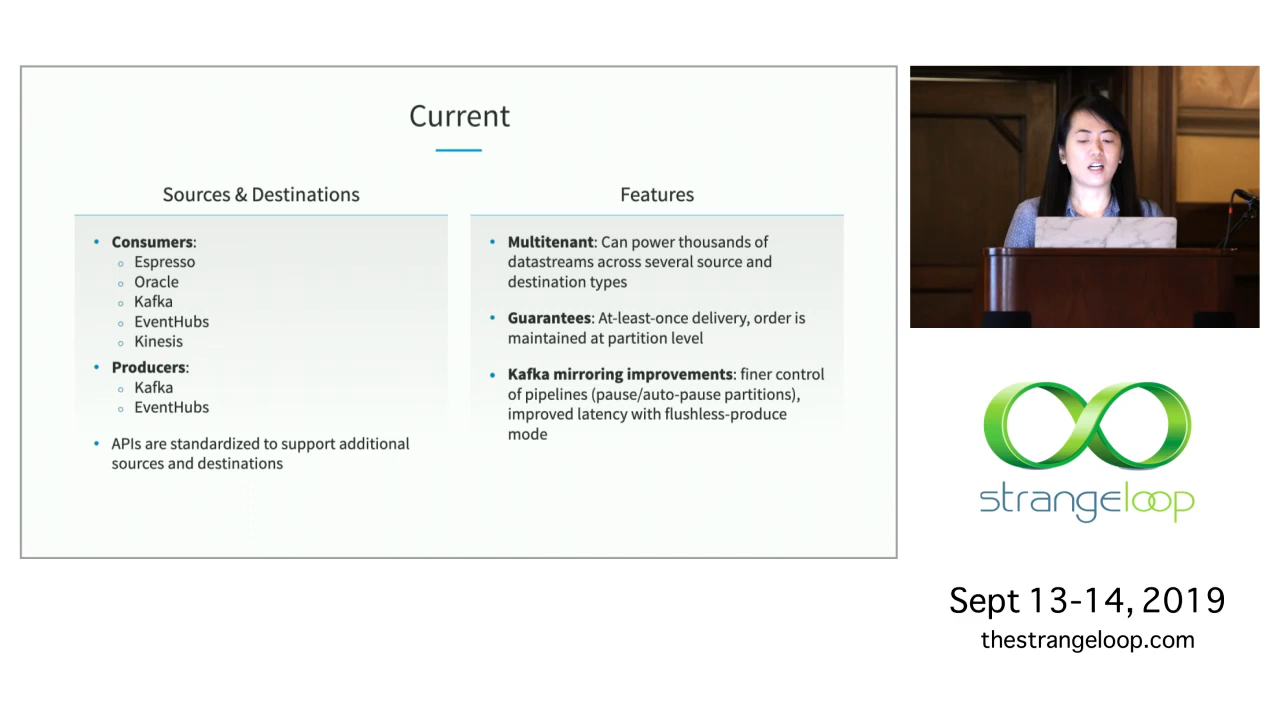 Current
Sources & Destinations
Consumers:
Espresso
Oracle
Kafka
EventHubs
Kinesis
Producers:
Kafka
EventHubs
APIs are standardized to support additional
sources and destinations
Features
Multitenant: Can power thousands of
datastreams across several source and
destination types
Guarantees: At-least-once delivery, order is
maintained at partition level
Kafka mirroring improvements: finer control
of pipelines (pause/auto-pause partitions),
improved latency with flushless-produce
mode
strangeloop
Sept 13-14, 2019
thestrangeloop.com